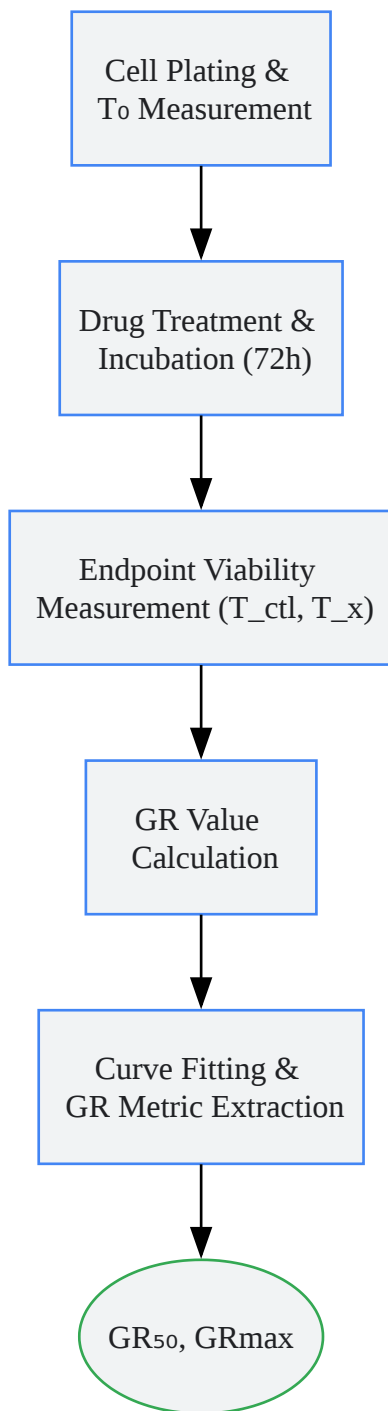 Cell Plating &
T₀ Measurement
Drug Treatment &
Incubation (72h)
Endpoint Viability
Measurement (T_ctl, T_x)
GR Value
Calculation
Curve Fitting &
GR Metric Extraction
GR₅₀, GRmax